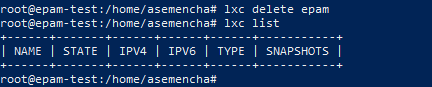 root@epam-test:/home/asemencha# lxc delete epam
root@epam-test:/home/asemencha# lxc list
+------+-------+------+------+------+-----------+
| NAME | STATE | IPV4 | IPV6 | TYPE | SNAPSHOTS |
+------+-------+------+------+------+-----------+
root@epam-test:/home/asemencha#